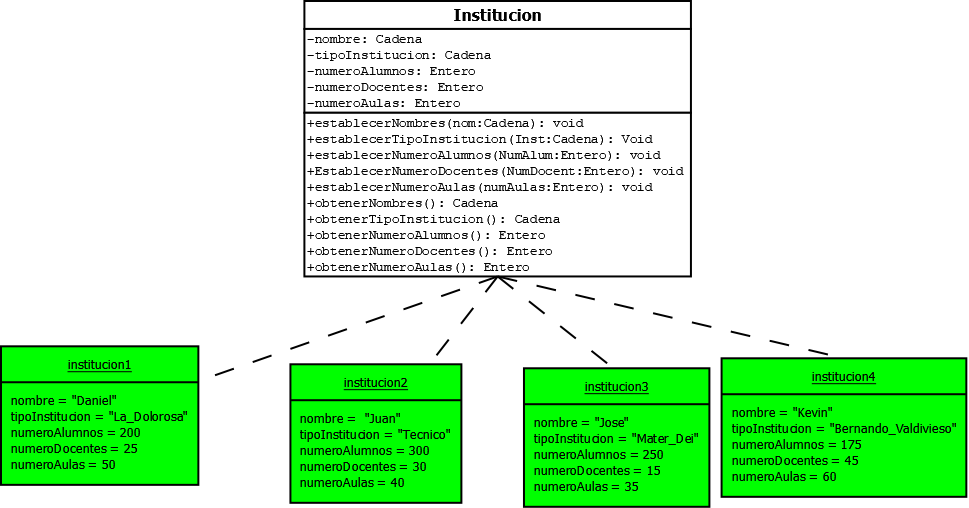 Institucion
-nombre: Cadena
-tipoInstitucion: Cadena
-numeroAlumnos: Entero
-numeroDocentes: Entero
-numeroAulas: Entero
+establecerNombres(nom:Cadena): void
+establecerTipoInstitucion(Inst:Cadena): Void
+establecerNumeroAlumnos(NumAlum:Entero): void
+EstablecerNumeroDocentes(NumDocent:Entero): void
+establecerNumeroAulas(numAulas:Entero): void
+obtenerNombres(): Cadena
+obtenerTipoInstitucion(): Cadena
+obtenerNumeroAlumnos(): Entero
+obtenerNumeroDocentes(): Entero
+obtenerNumeroAulas(): Entero
institucion1
nombre = "Daniel"
tipoInstitucion = "La_Dolorosa"
numeroAlumnos = 200
numeroDocentes = 25
numeroAulas = 50
institucion2
nombre =  "Juan"
tipoInstitucion = "Tecnico"
numeroAlumnos = 300
numeroDocentes = 30
numeroAulas = 40
institucion3
nombre = "Jose"
tipoInstitucion = "Mater_Dei"
numeroAlumnos = 250
numeroDocentes = 15
numeroAulas = 35
institucion4
nombre = "Kevin"
tipoInstitucion = "Bernando_Valdivieso"
numeroAlumnos = 175
numeroDocentes = 45
numeroAulas = 60